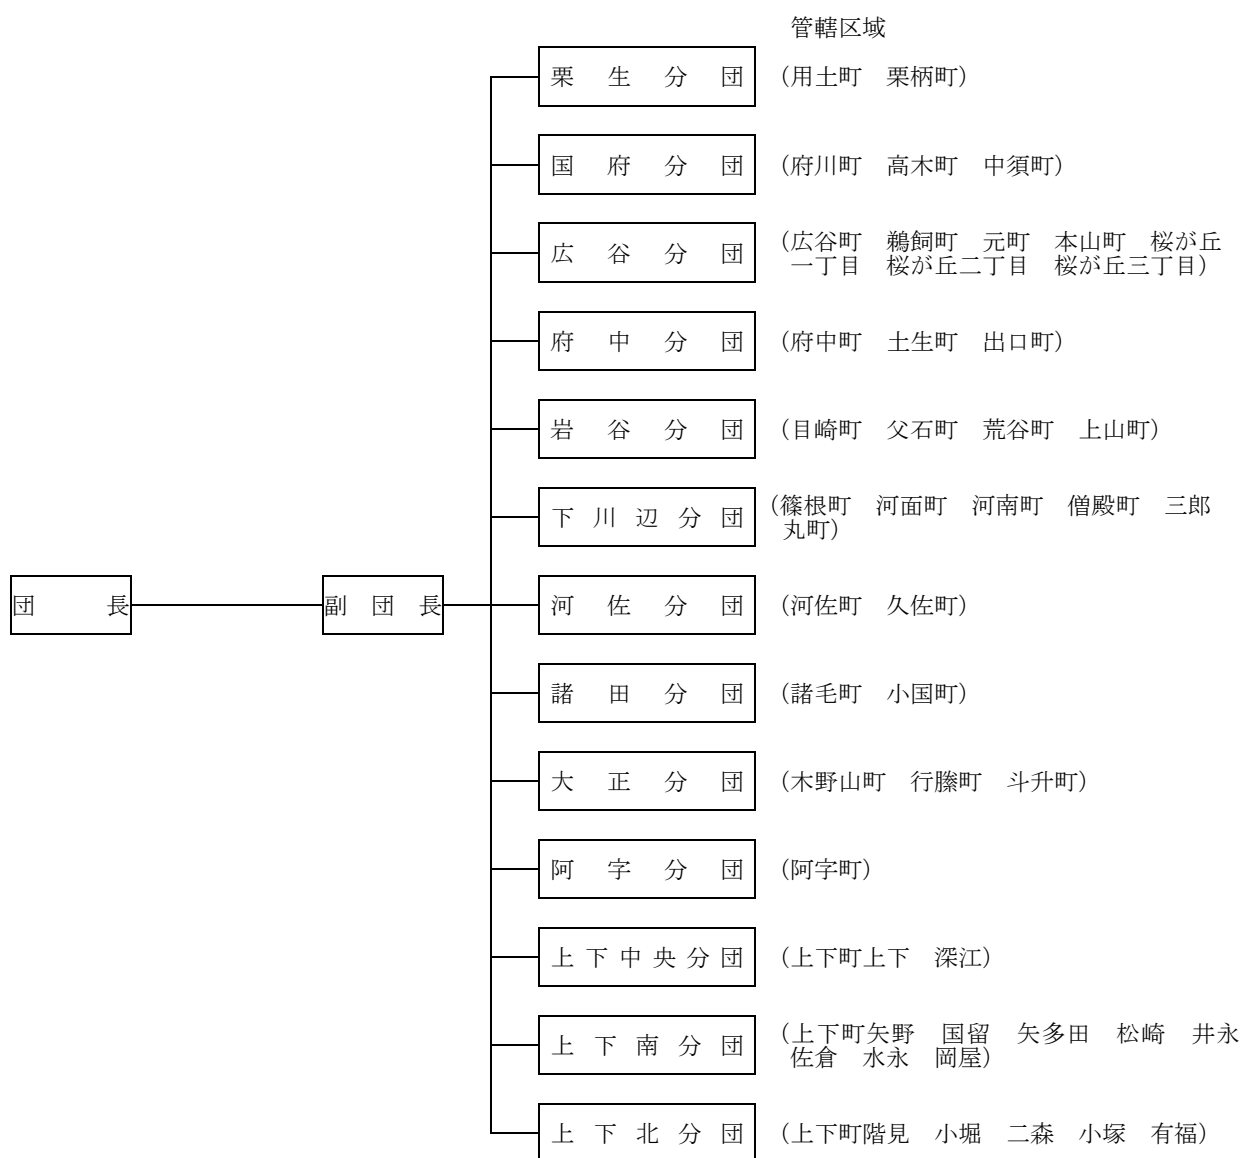 管轄区域
栗生分団 （用土町　栗柄町）
国府分団 （府川町　高木町　中須町）
広谷分団 （広谷町　鵜飼町　元町　本山町　桜が丘
一丁目　桜が丘二丁目　桜が丘三丁目）
府中分団 （府中町　土生町　出口町）
岩谷分団 （目崎町　父石町　荒谷町　上山町）
下川辺分団 （篠根町　河面町　河南町　僧殿町　三郎
丸町）
団長 副団長 河佐分団 （河佐町　久佐町）
諸田分団 （諸毛町　小国町）
大正分団 （木野山町　行縢町　斗升町）
阿字分団 （阿字町）
上下中央分団 （上下町上下　深江）
上下南分団 （上下町矢野　国留　矢多田　松崎　井永
佐倉　水永　岡屋）
上下北分団 （上下町階見　小堀　二森　小塚　有福）